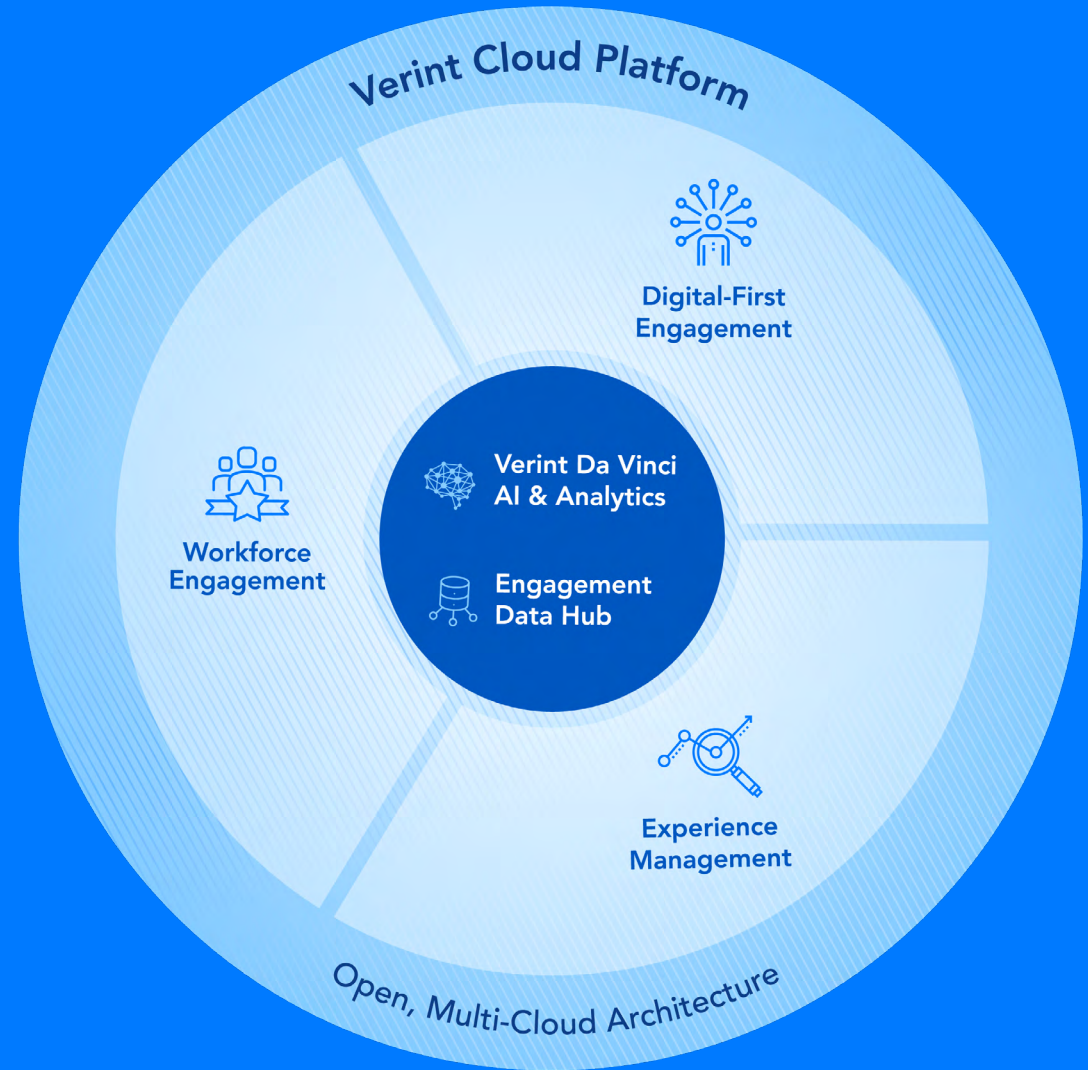 Verint Cloud Platform
Digital-First
Engagement
Verint Da Vinci
AI & Analytics
Workforce
Engagement
Engagement
Data Hub
Experience
Management
Open, Multi-Cloud Architecture